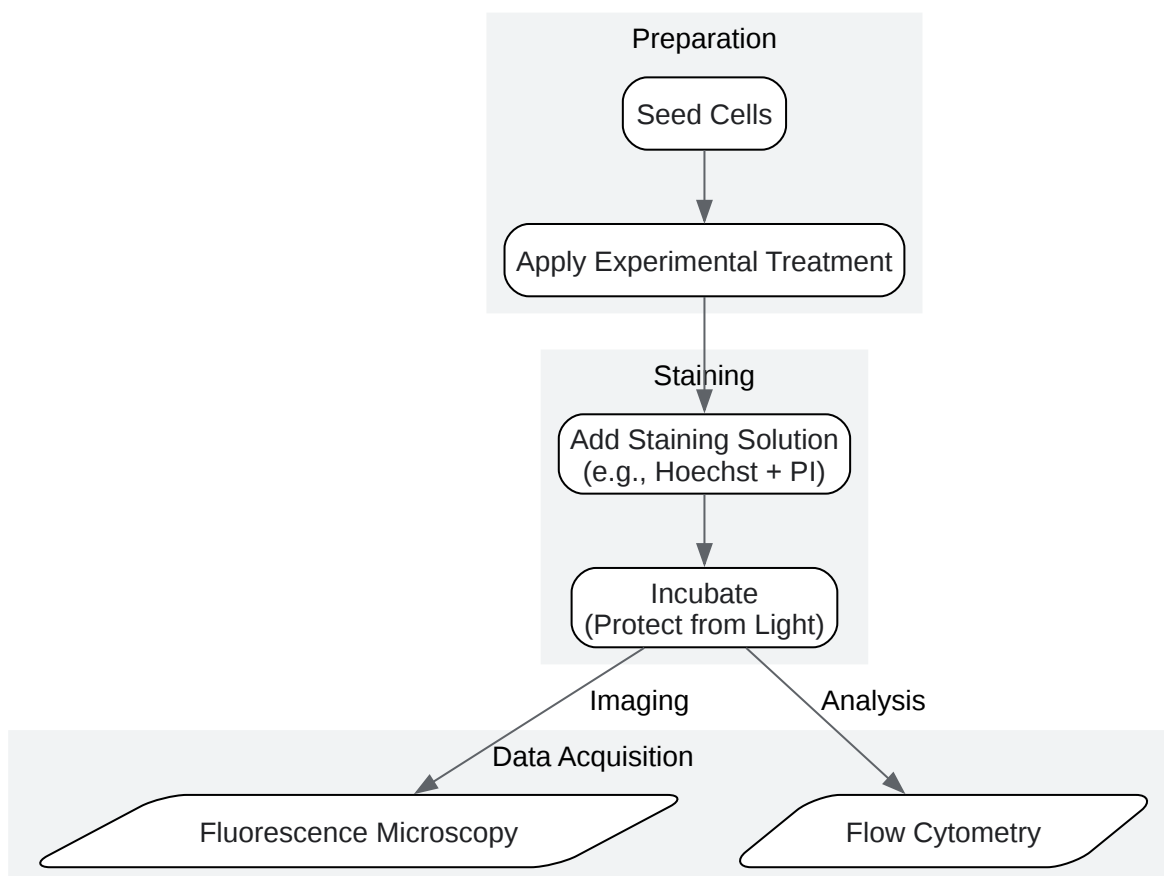 Preparation
Seed Cells
Apply Experimental Treatment
Staining
Add Staining Solution
(e.g., Hoechst + PI)
Incubate
(Protect from Light)
Imaging
Analysis
Data Acquisition
Fluorescence Microscopy
Flow Cytometry